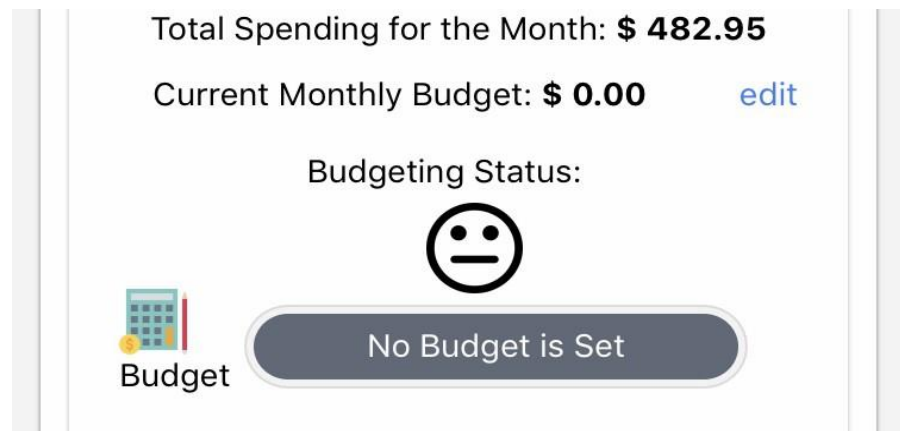 Total Spending for the Month: $ 482.95
Current Monthly Budget: $ 0.00 edit
Budgeting Status:
No Budget is Set
Budget